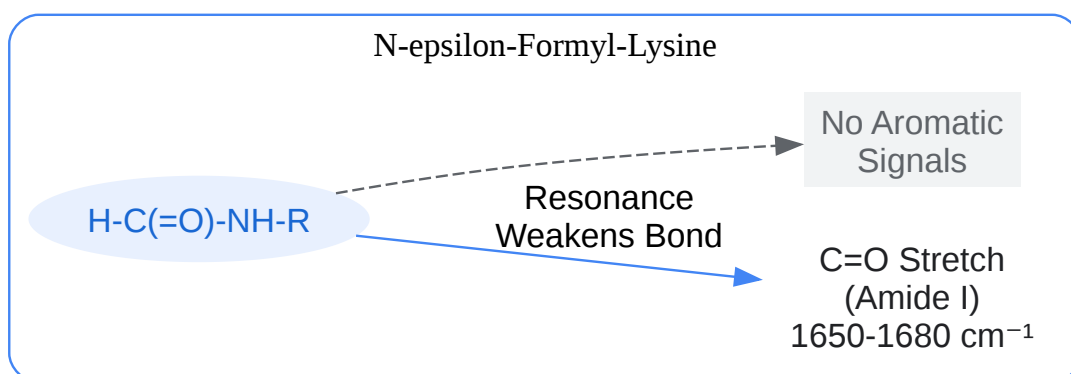 N-epsilon-Formyl-Lysine
No Aromatic
Signals
H-C(=O)-NH-R
Resonance
Weakens Bond
C=O Stretch
(Amide I)
1650-1680 cm⁻¹